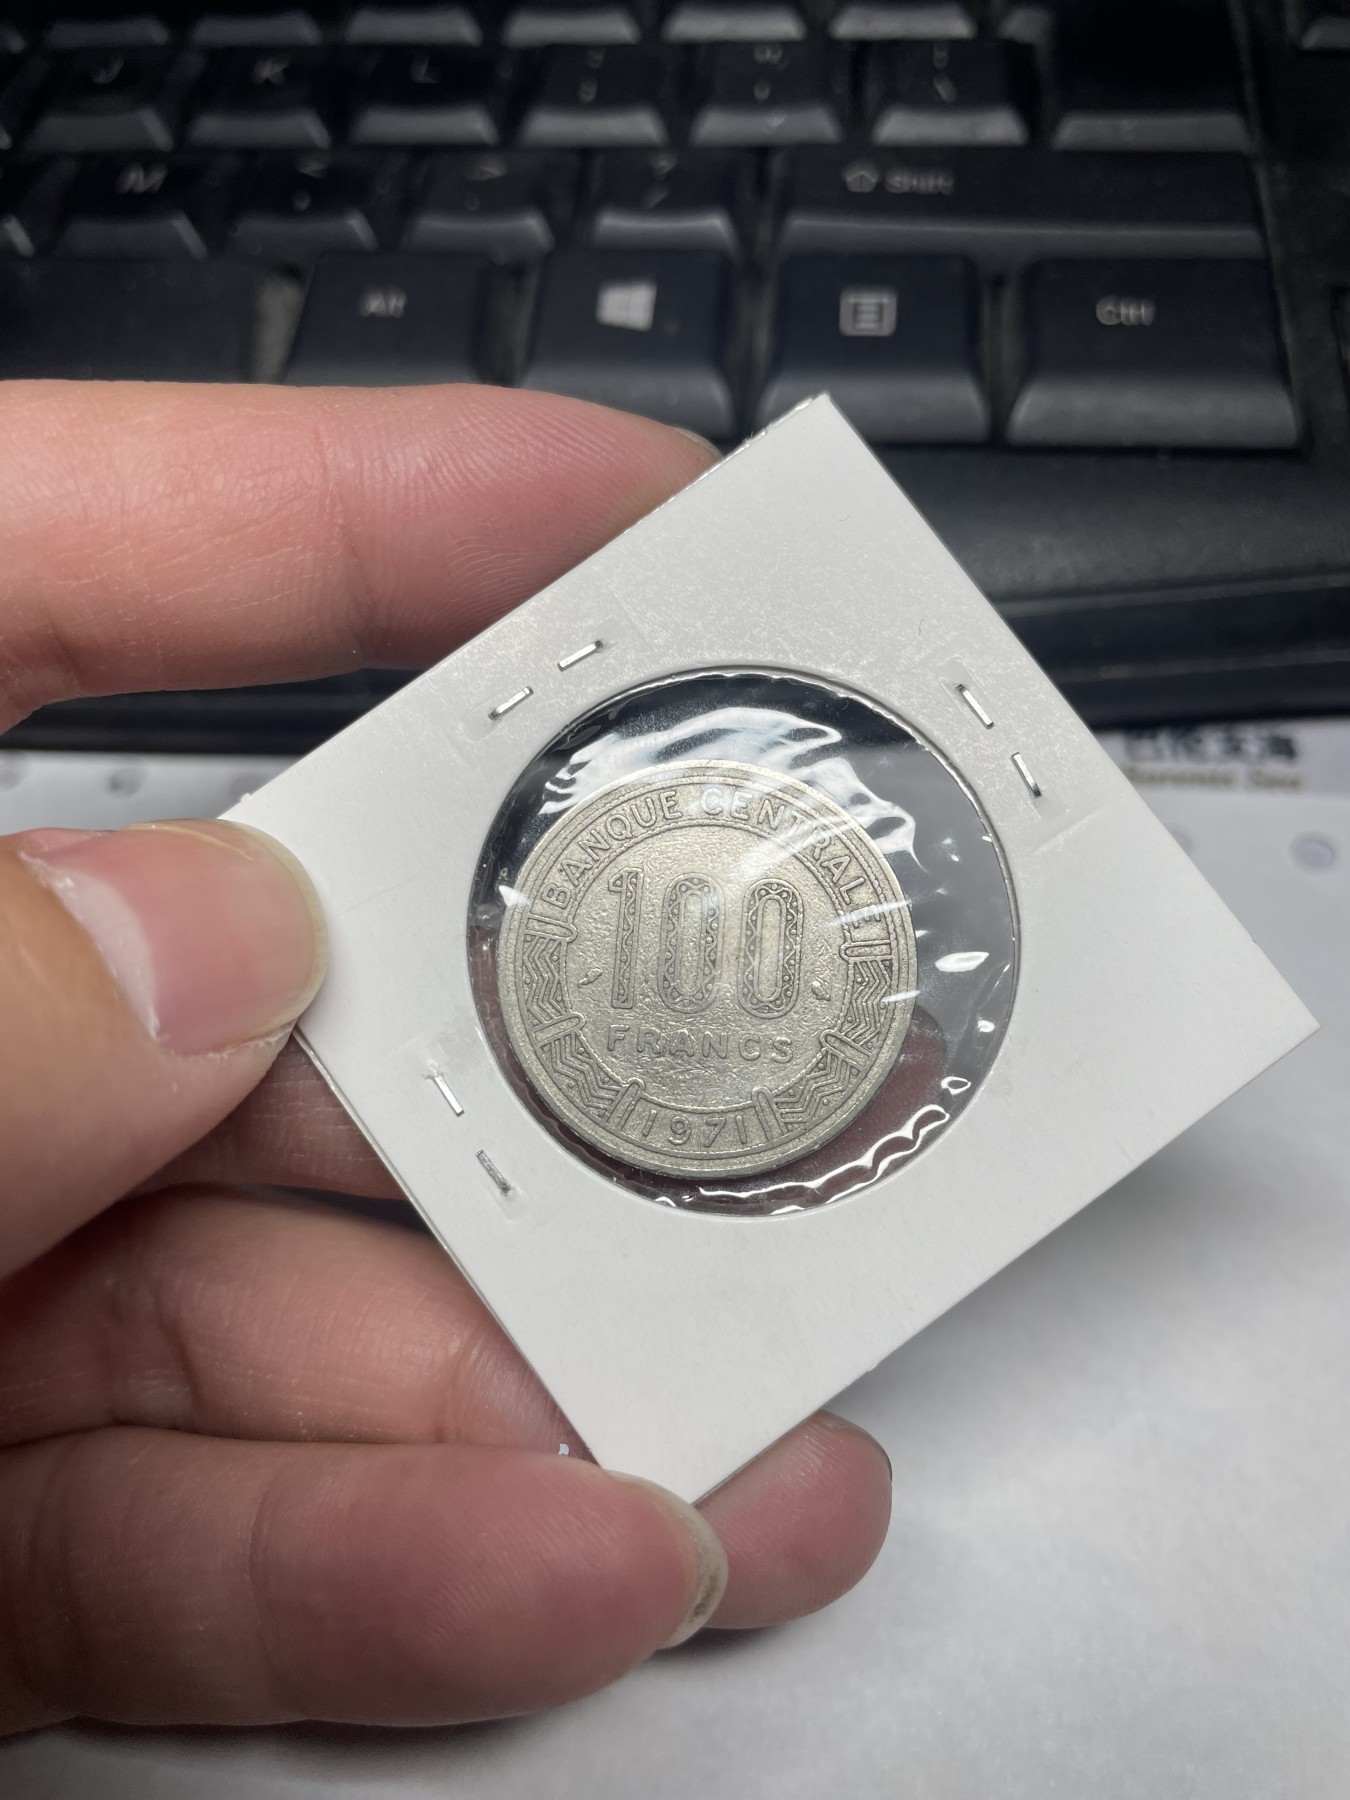 J K L
M
Shift
Alt
Ctrl
BANQUE CENTRALE
100
FRANCS
1971